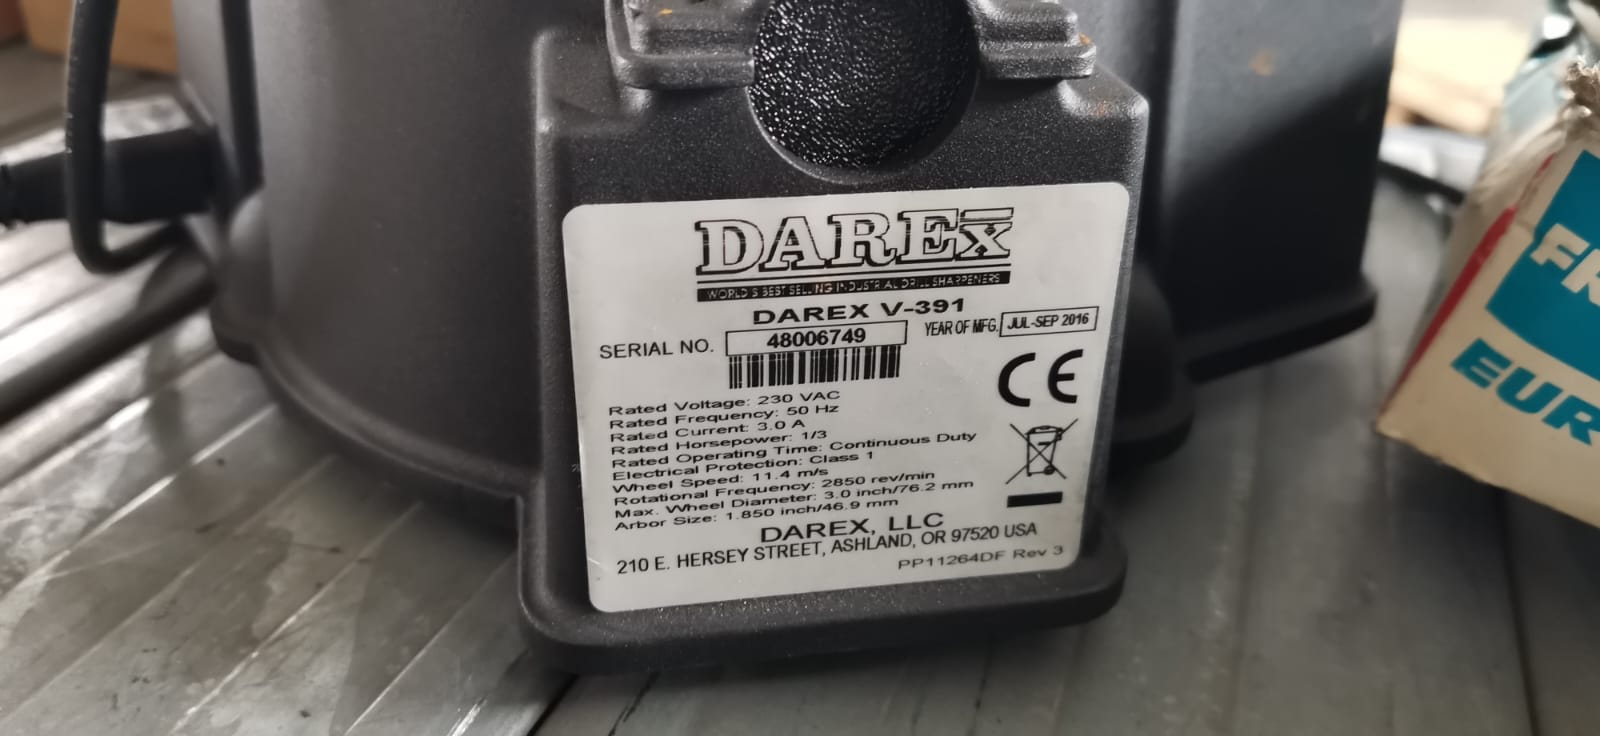 DAREX
WORLD'S BEST SELLING INDUSTRIAL DRILL SHARPENERS
DAREX V-391
SERIAL NO. 48006749
YEAR OF MFG. JUL-SEP 2016
CE
Rated Voltage: 230 VAC
Rated Frequency: 50 Hz
Rated Current: 3.0 A
Rated Horsepower: 1/3
Rated Operating Time: Continuous Duty
Electrical Protection: Class 1
Wheel Speed: 11.4 m/s
Rotational Frequency: 2850 rev/min
Max. Wheel Diameter: 3.0 inch/76.2 mm
Arbor Size: 1.850 inch/46.9 mm
DAREX, LLC
210 E. HERSEY STREET, ASHLAND, OR 97520 USA
PP11264DF Rev 3